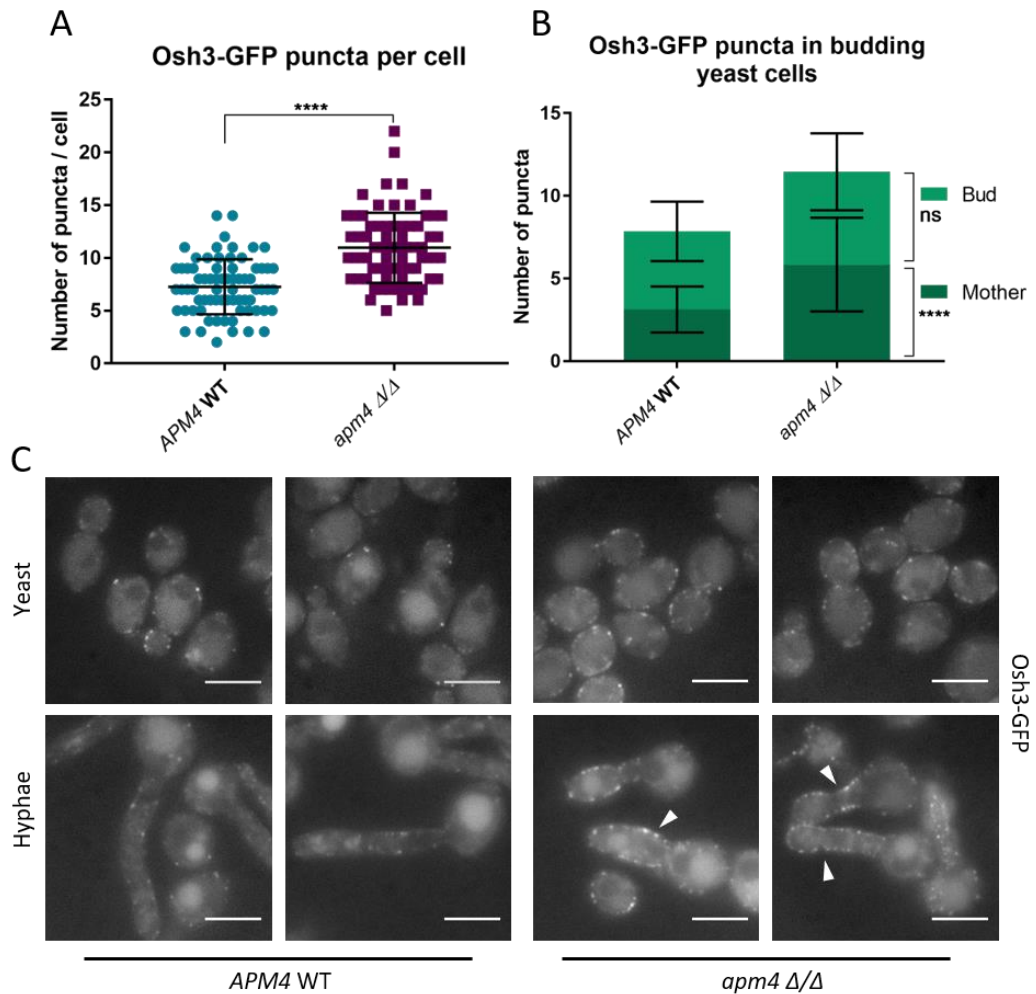 A
Osh3-GFP puncta per cell
****
Number of puncta / cell
25
20
15
10
5
0
APM4 WT
apm4 Δ/Δ
B
Osh3-GFP puncta in budding
yeast cells
Number of puncta
15
10
5
0
Bud
ns
Mother
****
APM4 WT
apm4 Δ/Δ
C
Yeast
Hyphae
Osh3-GFP
APM4 WT
apm4 Δ/Δ